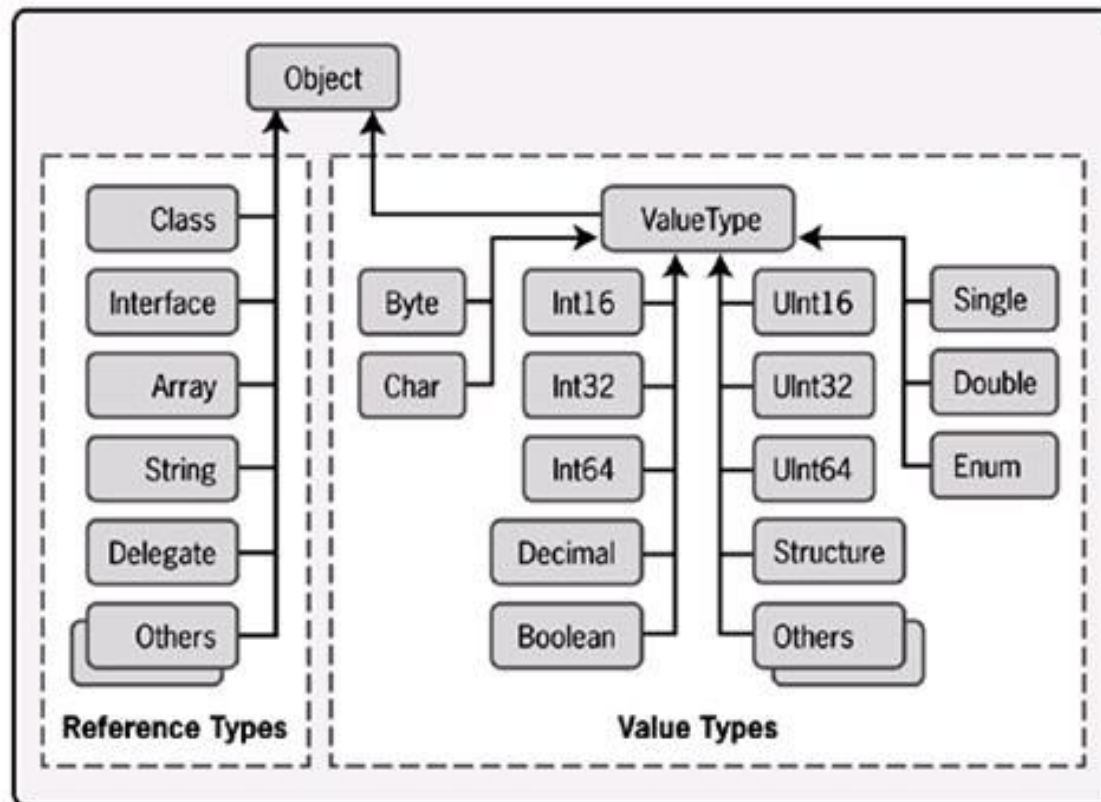 Object
Class
Interface
Array
String
Delegate
Others
Reference Types
ValueType
Byte
Char
Int16
Int32
Int64
Decimal
Boolean
UInt16
UInt32
UInt64
Structure
Others
Single
Double
Enum
Value Types